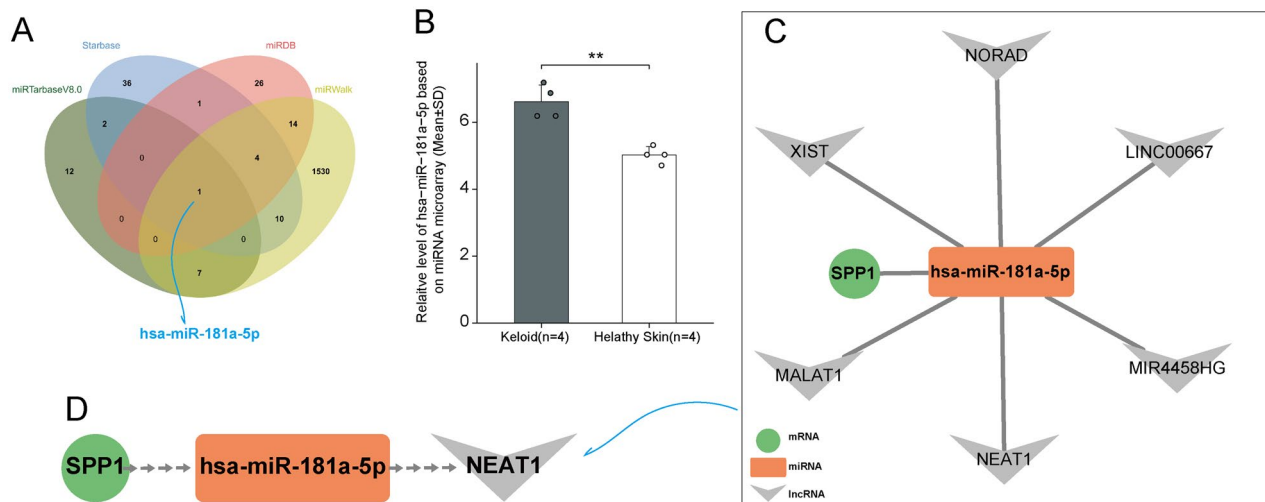 A
Starbase
miRDB
miRTarbaseV8.0
miRWalk
36
26
2
1
14
12
0
4
1530
1
0
0
0
10
7
hsa-miR-181a-5p
B
**
Relaitve level of hsa−miR−181a−5p based
on miRNA microarray (Mean±SD)
6
4
2
0
Keloid(n=4)
Helathy Skin(n=4)
C
NORAD
XIST
LINC00667
SPP1
hsa-miR-181a-5p
MALAT1
MIR4458HG
NEAT1
mRNA
miRNA
lncRNA
D
SPP1
hsa-miR-181a-5p
NEAT1